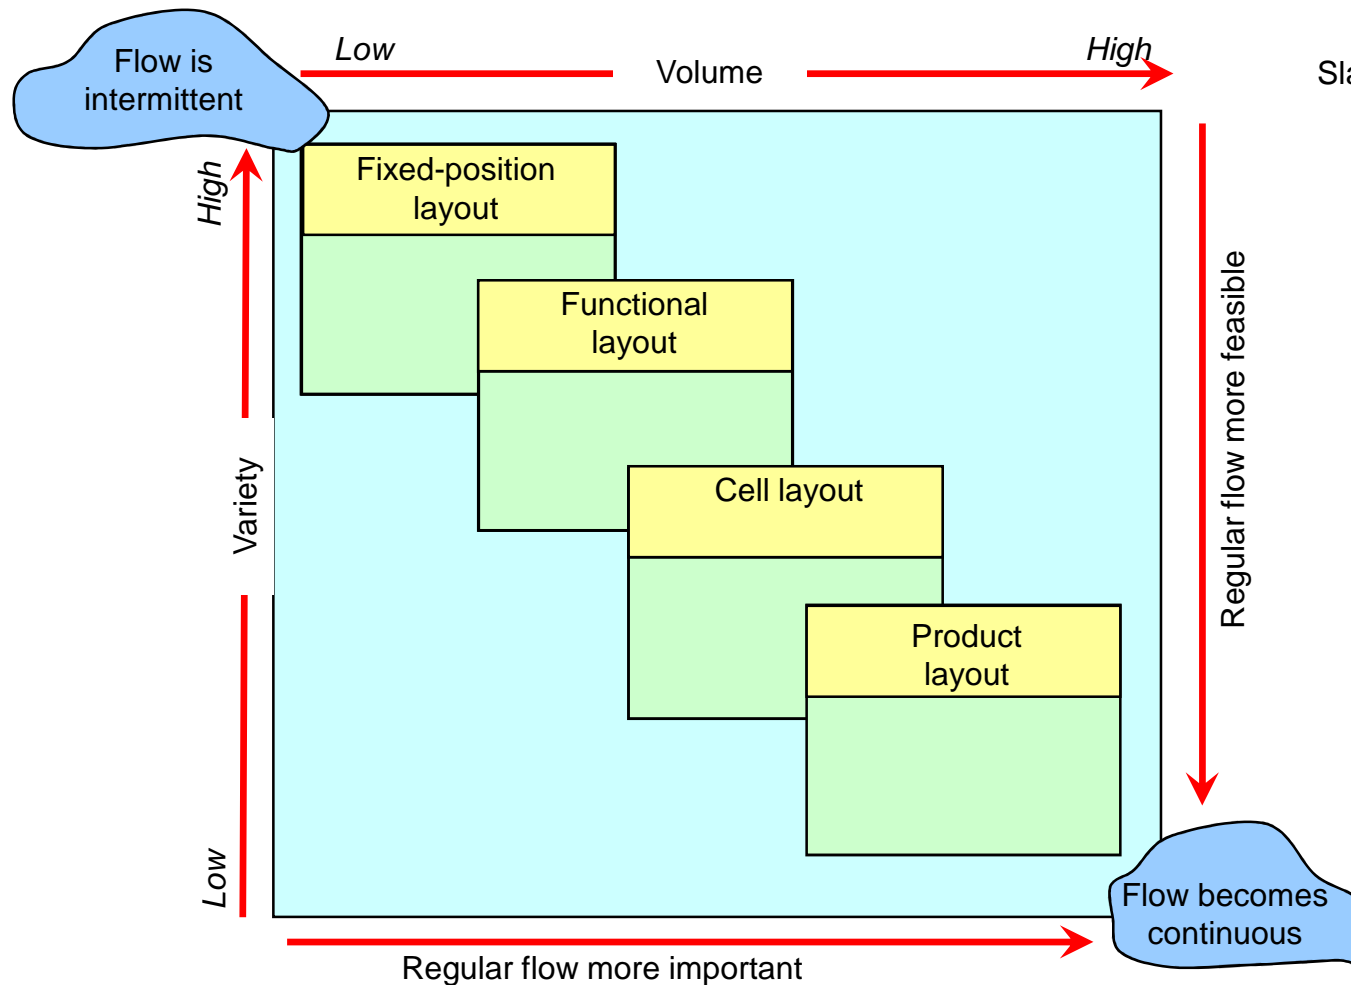 Flow is
intermittent
Low
Volume
High
Sla
High
Variety
Low
Fixed-position
layout
Functional
layout
Cell layout
Product
layout
Regular flow more feasible
Flow becomes
continuous
Regular flow more important